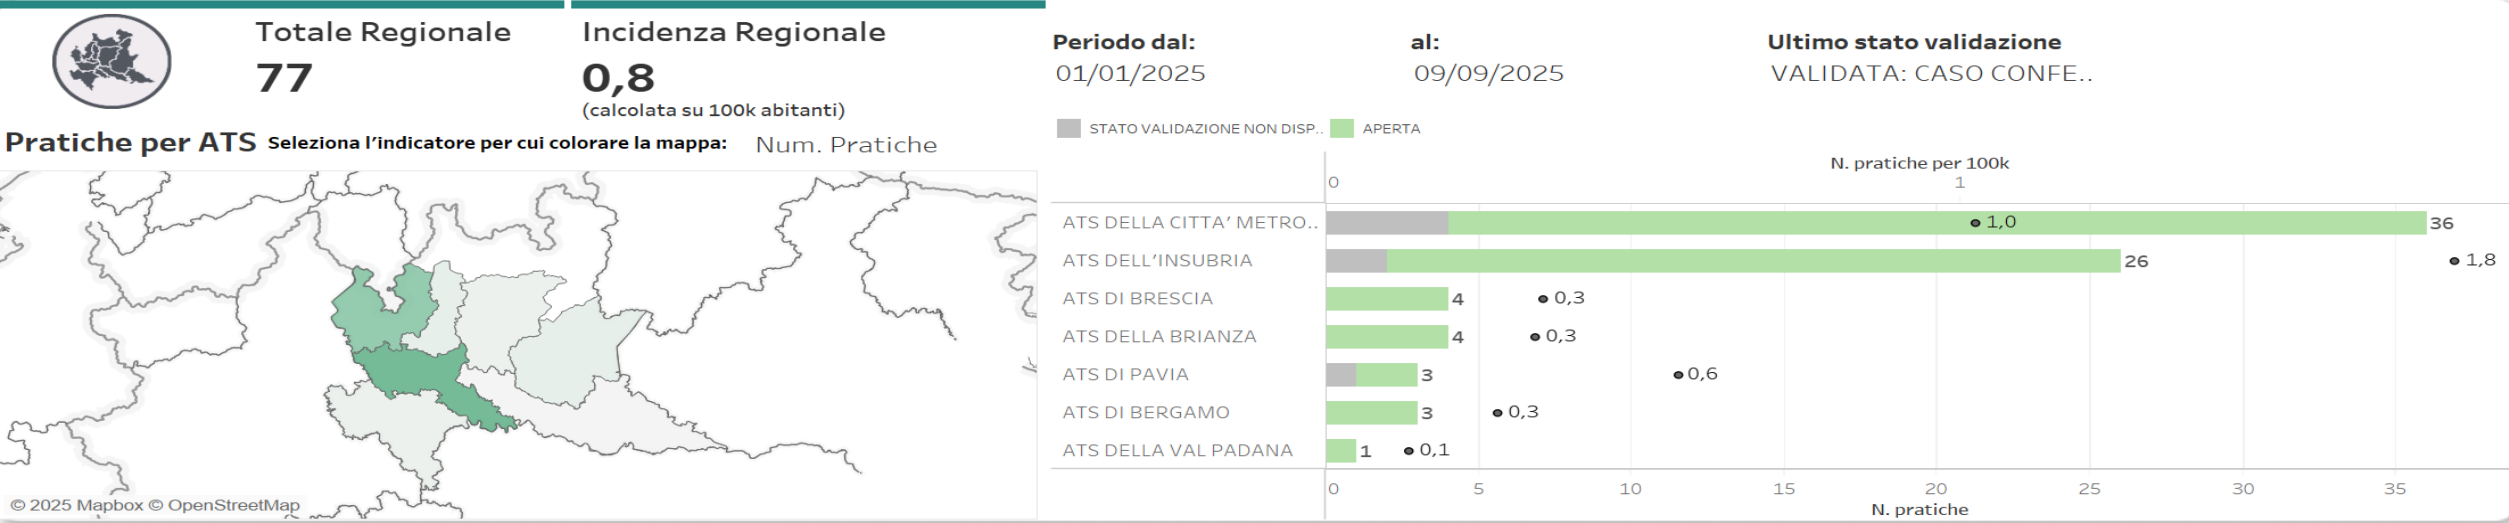 Totale Regionale
77
Incidenza Regionale
0,8
(calcolata su 100k abitanti)
Periodo dal:
01/01/2025
al:
09/09/2025
Ultimo stato validazione
VALIDATA: CASO CONFE..
Pratiche per ATS Seleziona l'indicatore per cui colorare la mappa: Num. Pratiche
© 2025 Mapbox © OpenStreetMap
STATO VALIDAZIONE NON DISP.. APERTA
N. pratiche per 100k
0 1
ATS DELLA CITTA' METRO.. 1,0 36
ATS DELL'INSUBRIA 26 1,8
ATS DI BRESCIA 4 0,3
ATS DELLA BRIANZA 4 0,3
ATS DI PAVIA 3 0,6
ATS DI BERGAMO 3 0,3
ATS DELLA VAL PADANA 1 0,1
0 5 10 15 20 25 30 35
N. pratiche